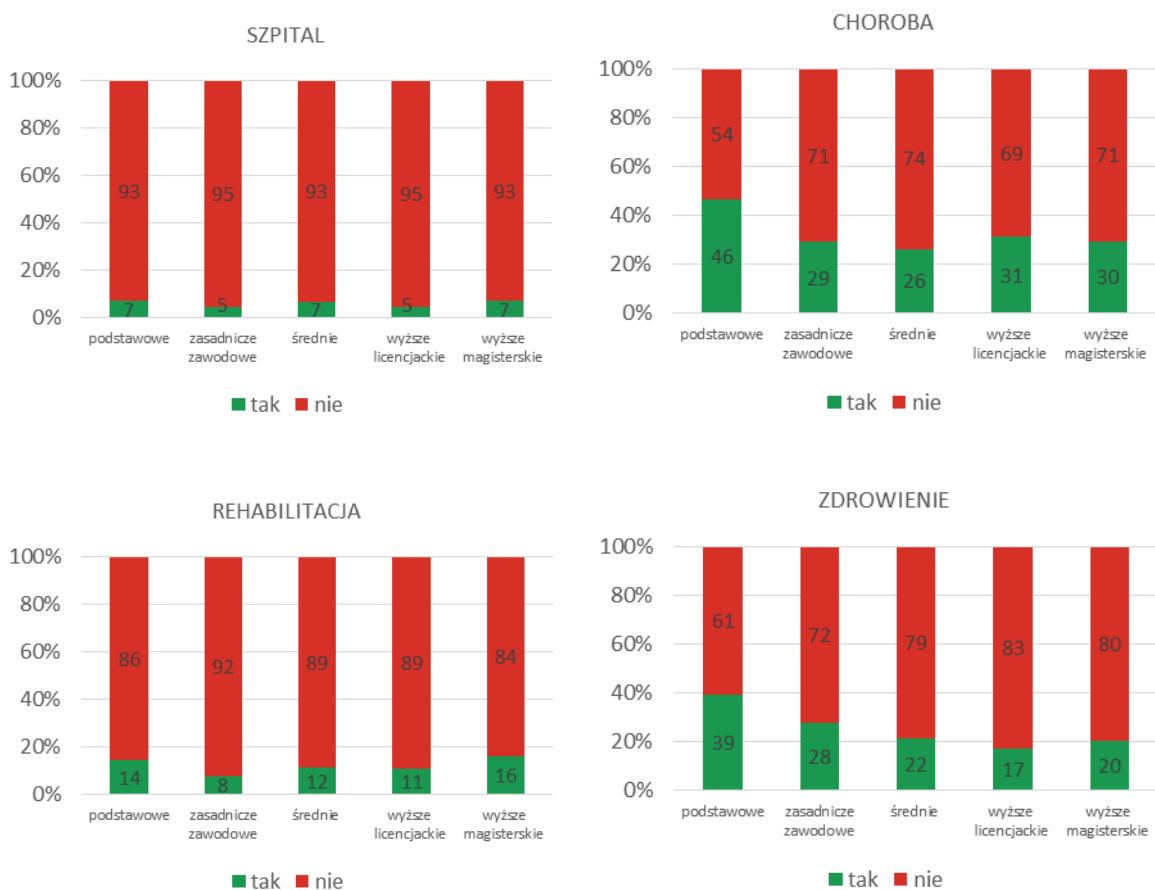 SZPITAL
100%
80%
60%
40%
20%
0%
93 95 93 95 93
7 5 7 5 7
podstawowe zasadnicze średnie wyższe wyższe
zawodowe licencjackie magisterskie
tak nie
CHOROBA
100%
80%
60%
40%
20%
0%
54 71 74 69 71
46 29 26 31 30
podstawowe zasadnicze średnie wyższe wyższe
zawodowe licencjackie magisterskie
tak nie
REHABILITACJA
100%
80%
60%
40%
20%
0%
86 92 89 89 84
14 8 12 11 16
podstawowe zasadnicze średnie wyższe wyższe
zawodowe licencjackie magisterskie
tak nie
ZDROWIENIE
100%
80%
60%
40%
20%
0%
61 72 79 83 80
39 28 22 17 20
podstawowe zasadnicze średnie wyższe wyższe
zawodowe licencjackie magisterskie
tak nie